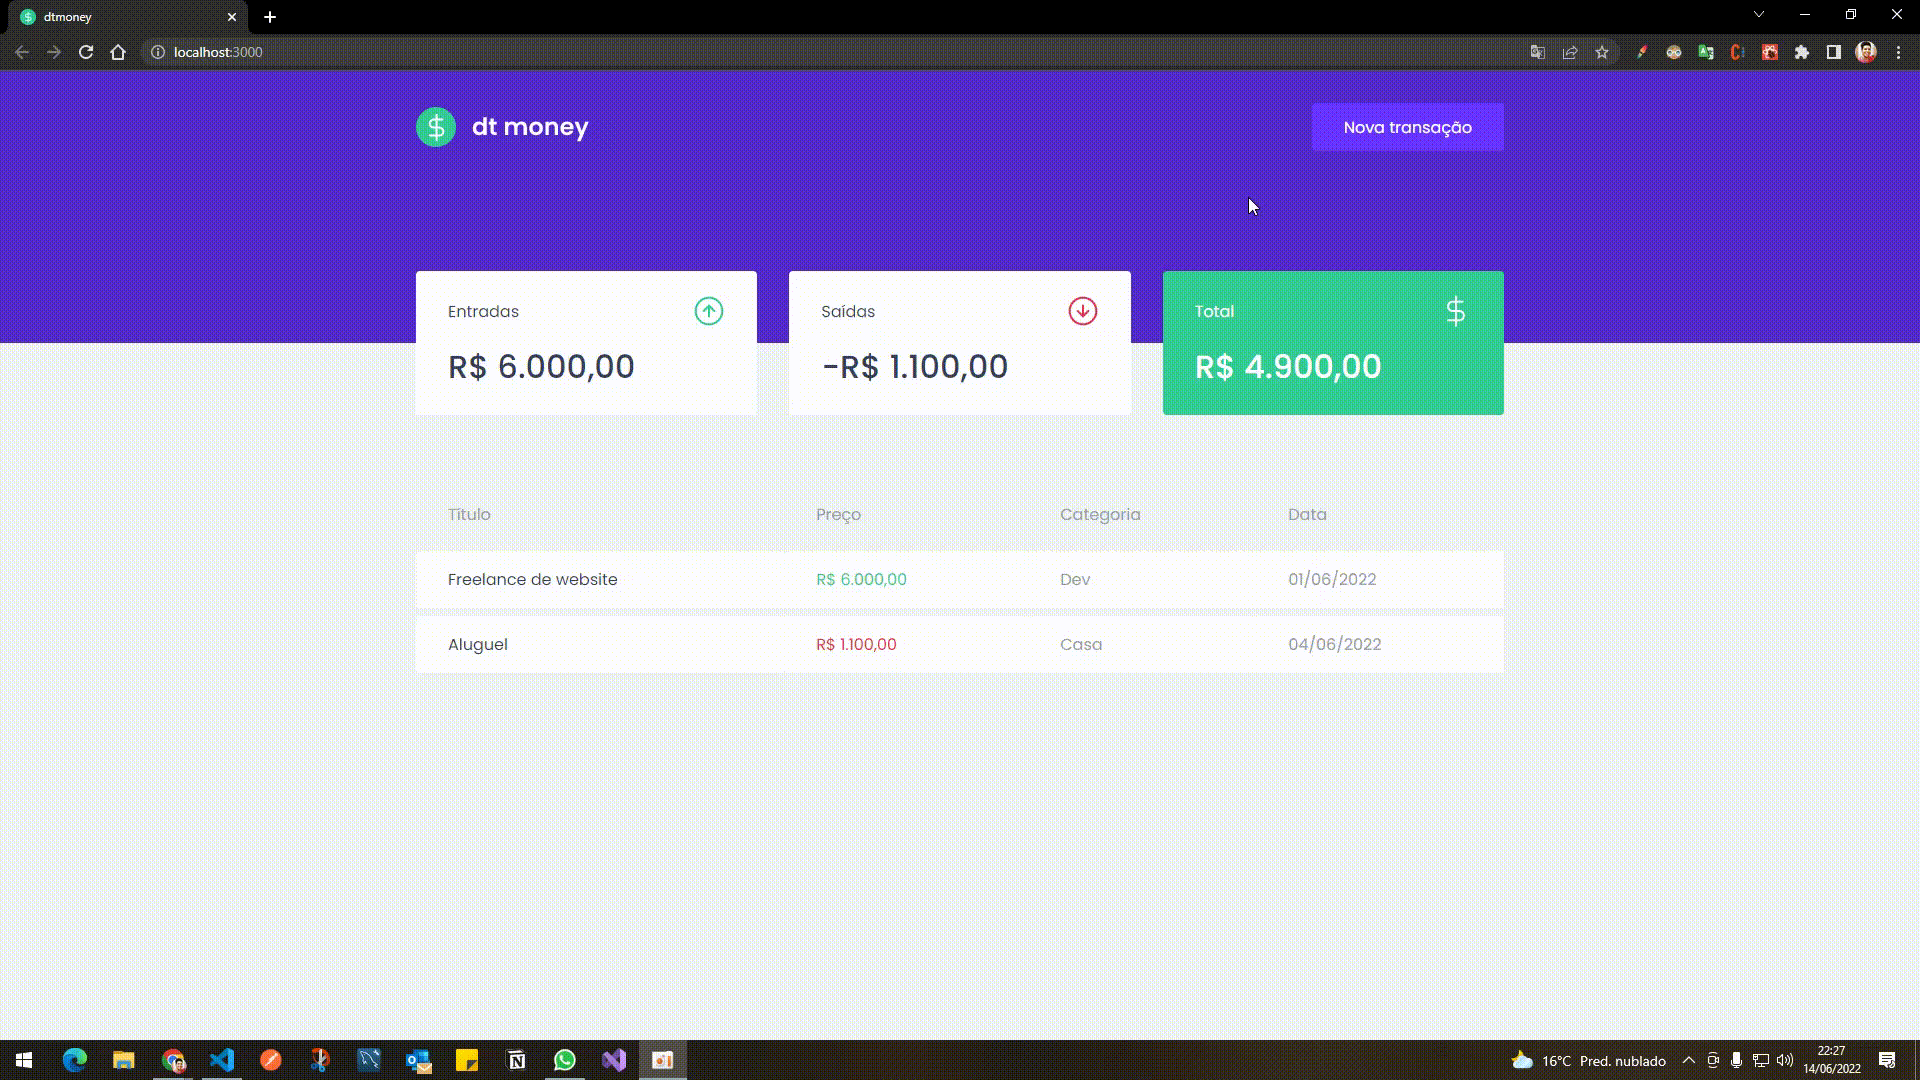 dtmoney
localhost:3000
dt money
Nova transação
Entradas
R$ 6.000,00
Saídas
-R$ 1.100,00
Total
R$ 4.900,00
Título Preço Categoria Data
Freelance de website R$ 6.000,00 Dev 01/06/2022
Aluguel R$ 1.100,00 Casa 04/06/2022
16°C Pred. nublado
22:27
14/06/2022